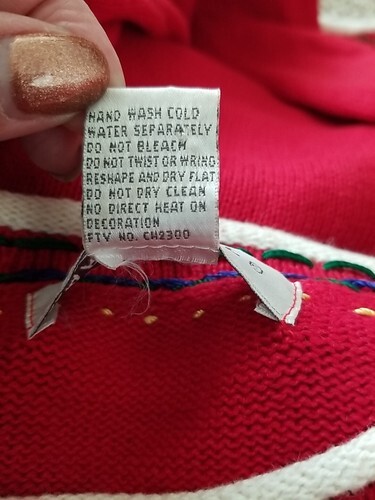 HAND WASH COLD
WATER SEPARATELY
DO NOT BLEACH
DO NOT TWIST OR WRING
RESHAPE AND DRY FLAT
DO NOT DRY CLEAN
NO DIRECT HEAT ON
DECORATION
FTY NO. CH2300